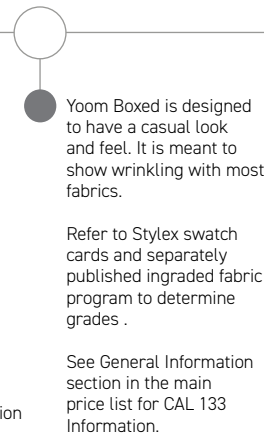 Yoom Boxed is designed
to have a casual look
and feel. It is meant to
show wrinkling with most
fabrics.
Refer to Stylex swatch
cards and separately
published ingraded fabric
program to determine
grades .
See General Information
section in the main
price list for CAL 133
Information.